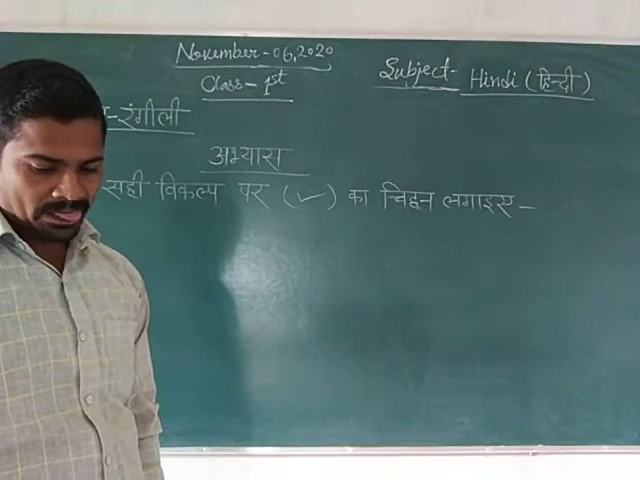 November-06,2020
Class- 1st
Subject- Hindi (हिन्दी)
-रंगीली
अभ्यास
सही विकल्प पर (✓) का चिह्न लगाइए -